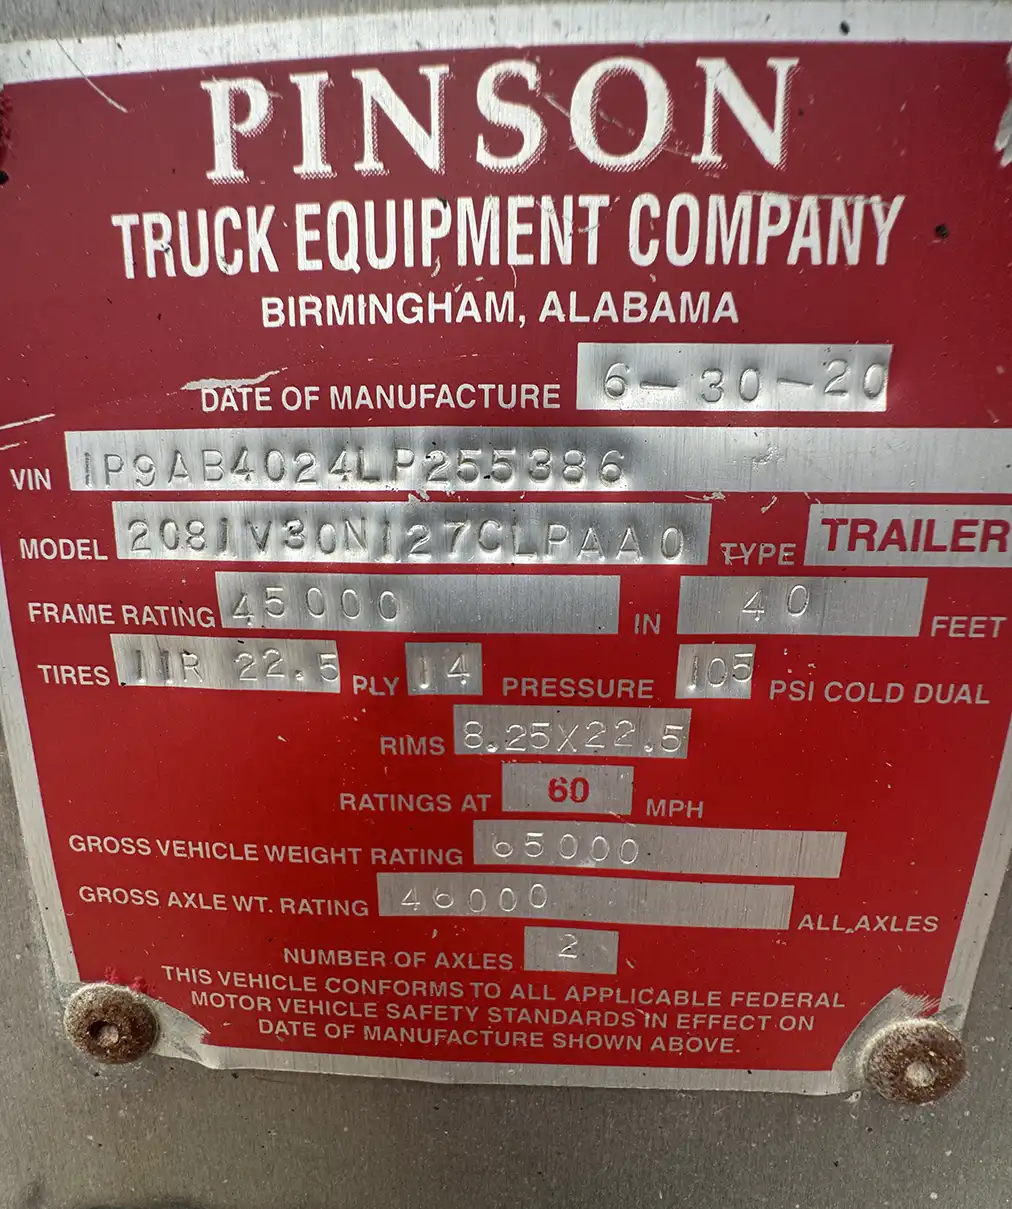 PINSON
TRUCK EQUIPMENT COMPANY
BIRMINGHAM, ALABAMA
DATE OF MANUFACTURE 6-30-20
VIN 1P9AB4024LP255386
MODEL 2081V30N127CLPAA0 TYPE TRAILER
FRAME RATING 45000 IN 40 FEET
TIRES 11R 22.5 PLY 14 PRESSURE 105 PSI COLD DUAL
RIMS 8.25X22.5
RATINGS AT 60 MPH
GROSS VEHICLE WEIGHT RATING 65000
GROSS AXLE WT. RATING 46000 ALL AXLES
NUMBER OF AXLES 2
THIS VEHICLE CONFORMS TO ALL APPLICABLE FEDERAL
MOTOR VEHICLE SAFETY STANDARDS IN EFFECT ON
DATE OF MANUFACTURE SHOWN ABOVE.